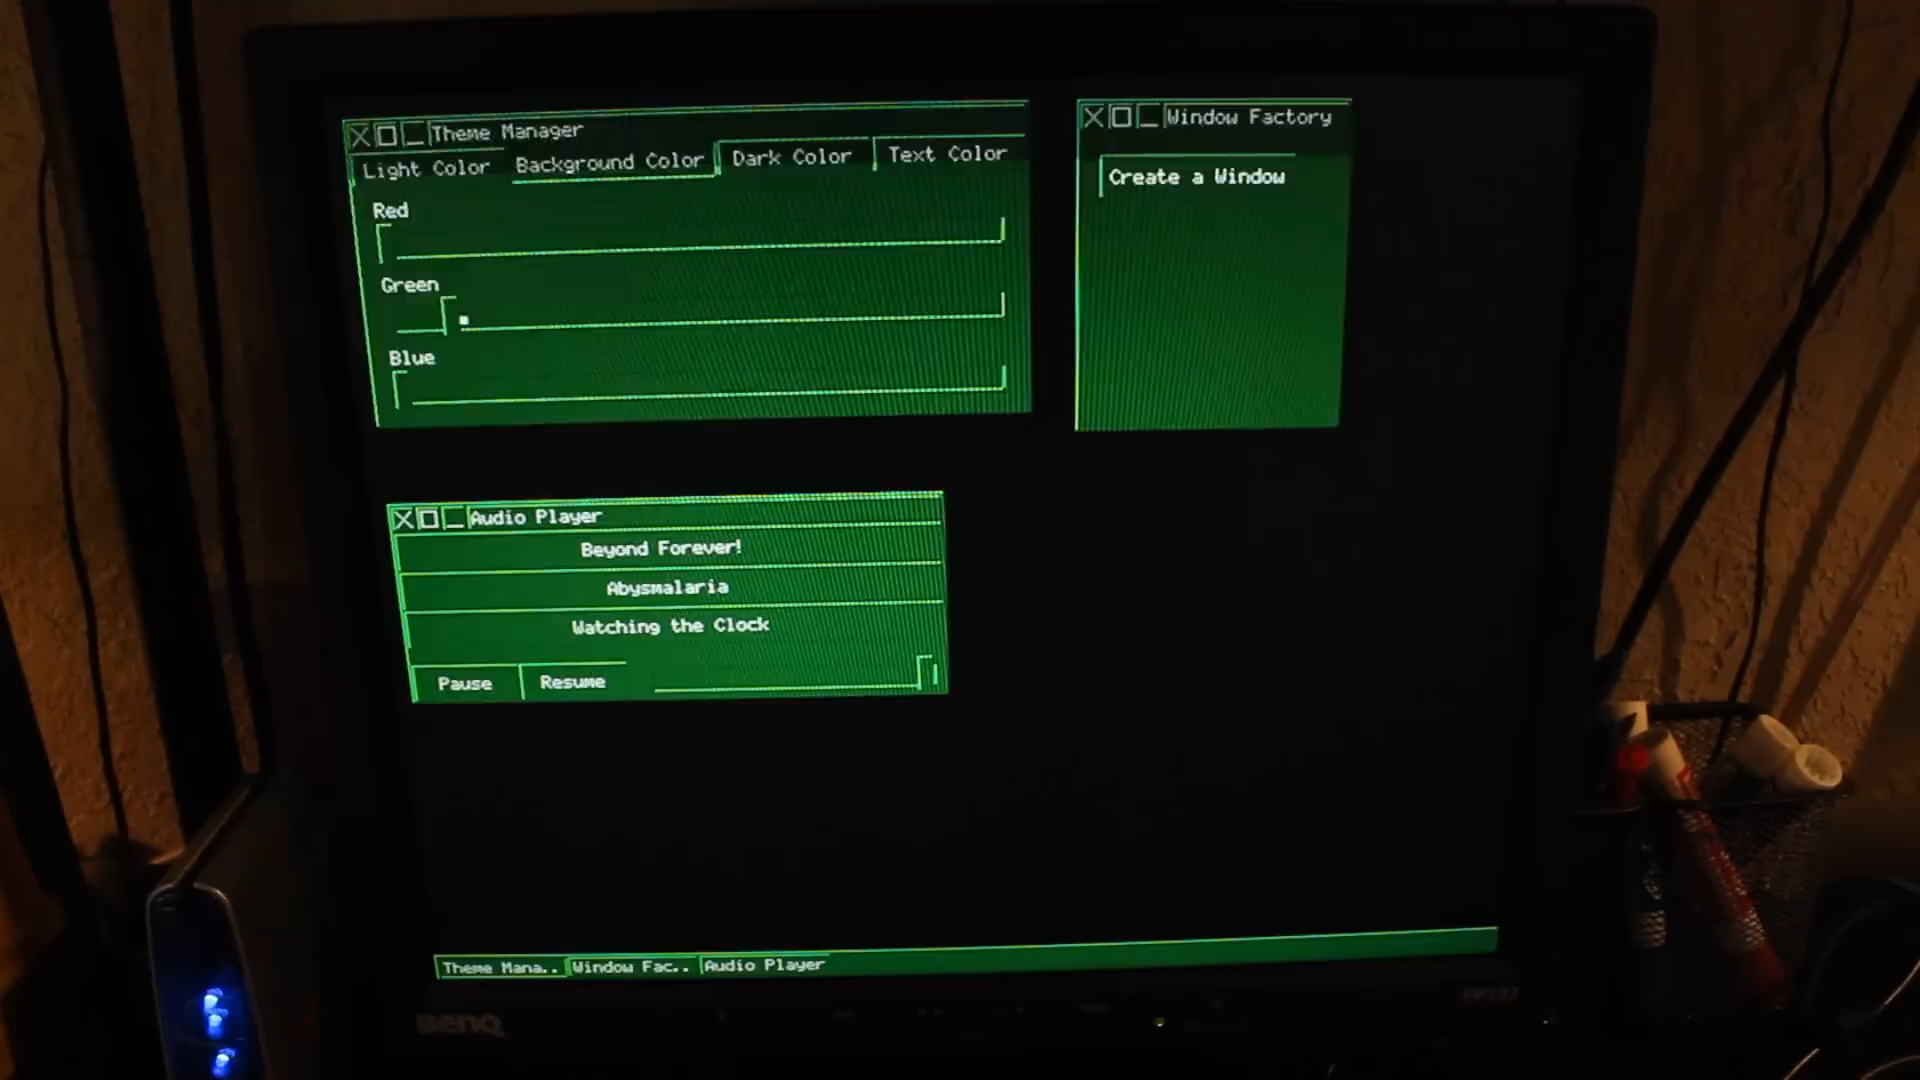 Theme Manager
Light Color Background Color Dark Color Text Color
Red
Green
Blue
Window Factory
Create a Window
Audio Player
Beyond Forever!
Abysmalaria
Watching the Clock
Pause Resume
Theme Mana.. Window Fac.. Audio Player
BenQ